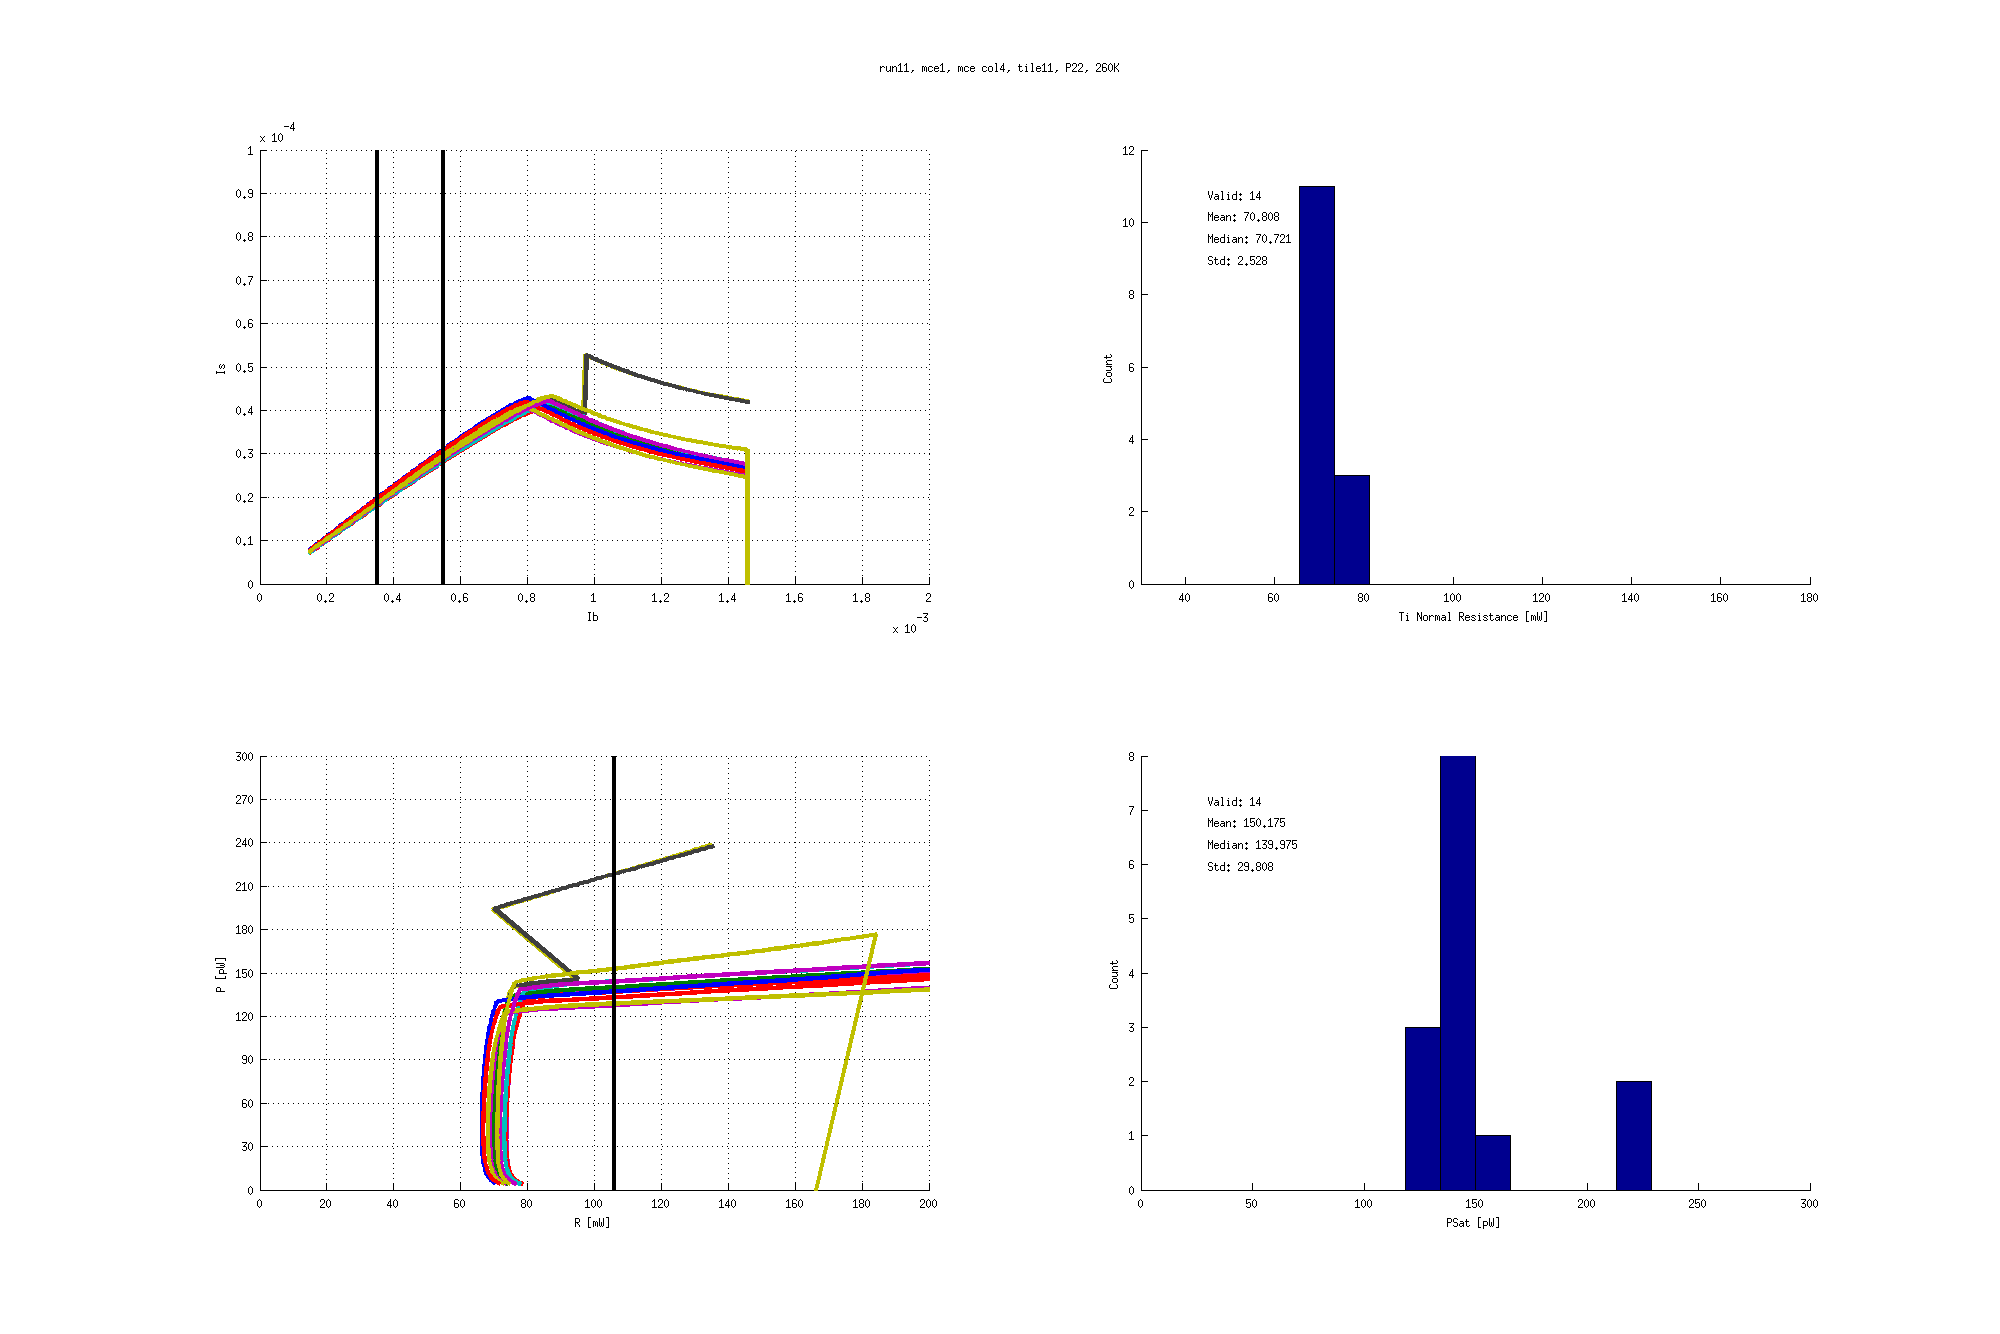 run11, mce1, mce col4, tile11, P22, 260K
x 10^-4
1
0.9
0.8
0.7
0.6
0.5
0.4
0.3
0.2
0.1
0
Is
0 0.2 0.4 0.6 0.8 1 1.2 1.4 1.6 1.8 2
Ib
x 10^-3
12
10
8
6
4
2
0
Count
Valid: 14
Mean: 70.808
Median: 70.721
Std: 2.528
40 60 80 100 120 140 160 180
Ti Normal Resistance [mW]
300
270
240
210
180
150
120
90
60
30
0
P [pW]
0 20 40 60 80 100 120 140 160 180 200
R [mW]
8
7
6
5
4
3
2
1
0
Count
Valid: 14
Mean: 150.175
Median: 139.975
Std: 29.808
0 50 100 150 200 250 300
PSat [pW]